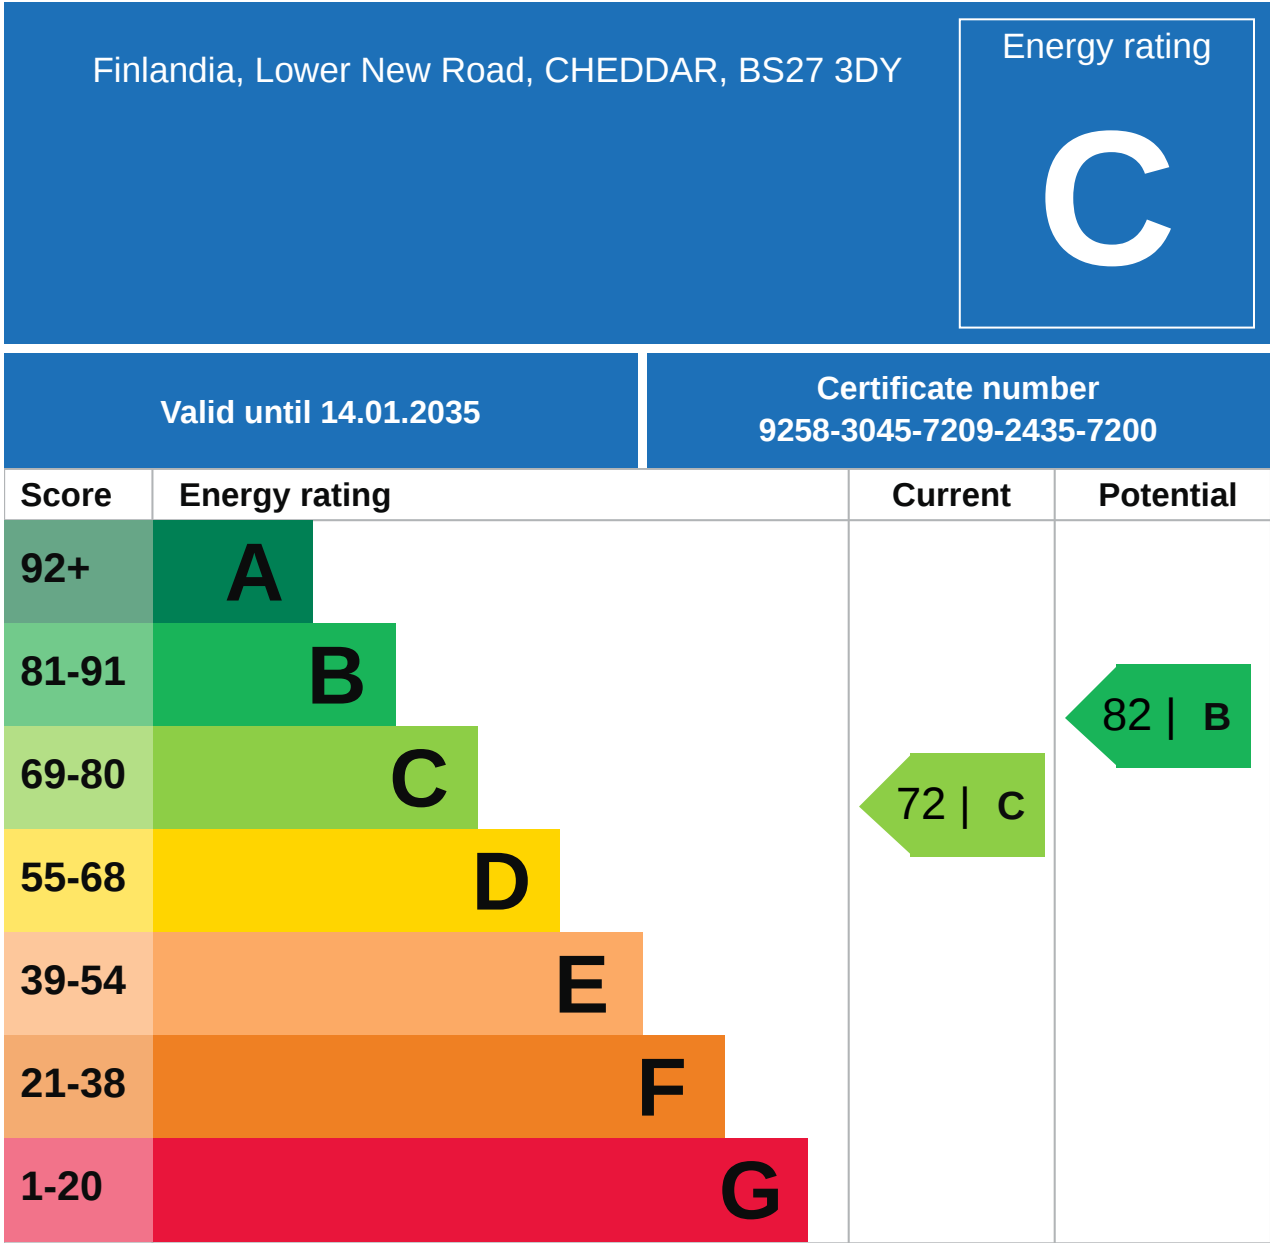 Finlandia, Lower New Road, CHEDDAR, BS27 3DY
Energy rating
C
Valid until 14.01.2035
Certificate number
9258-3045-7209-2435-7200
Score Energy rating Current Potential
92+ A
81-91 B
82 | B
69-80 C
72 | C
55-68 D
39-54 E
21-38 F
1-20 G